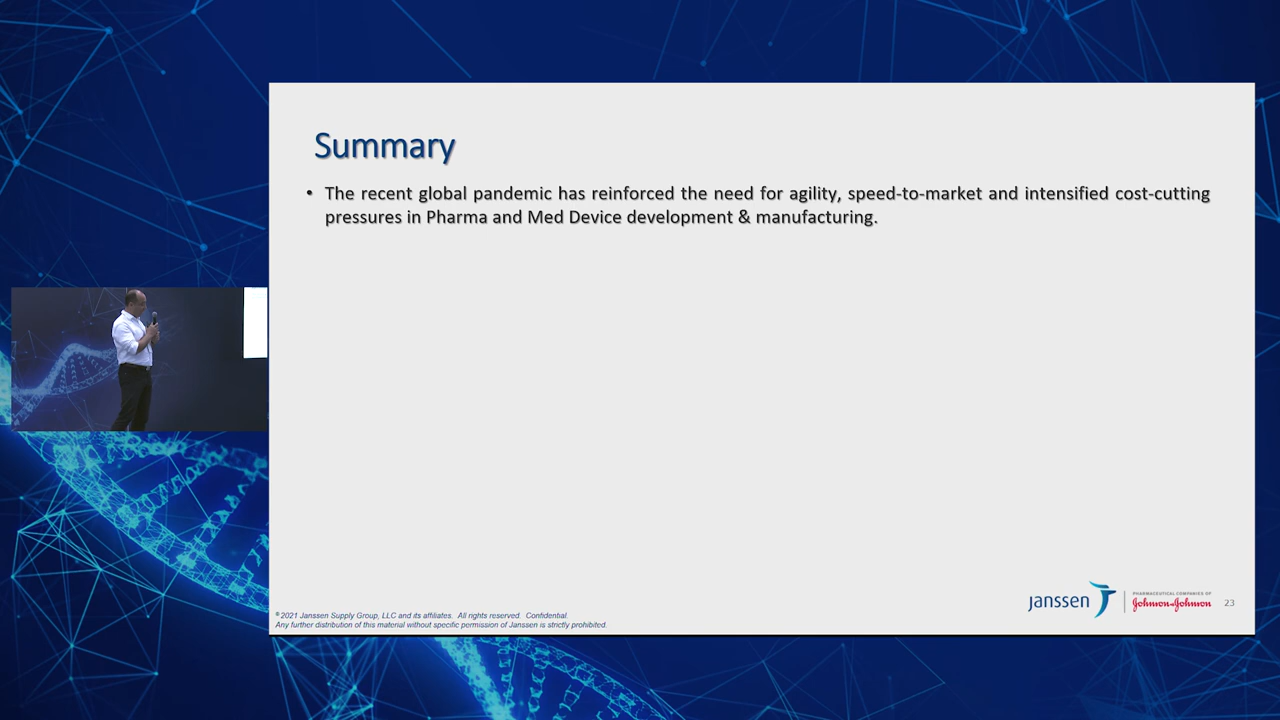 Summary
• The recent global pandemic has reinforced the need for agility, speed-to-market and intensified cost-cutting
pressures in Pharma and Med Device development & manufacturing.
janssen
PHARMACEUTICAL COMPANIES OF
Johnson & Johnson
23
© 2021 Janssen Supply Group, LLC and its affiliates. All rights reserved. Confidential.
Any further distribution of this material without specific permission of Janssen is strictly prohibited.